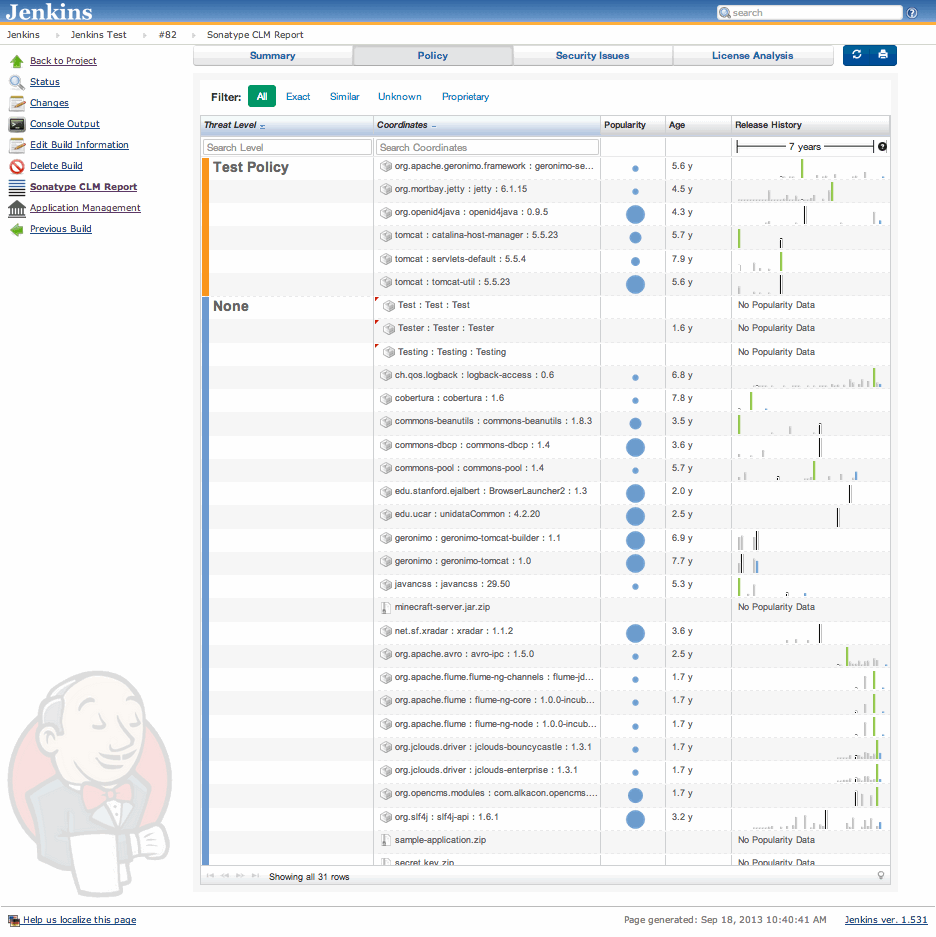 Jenkins
search
Jenkins Jenkins Test #82 Sonatype CLM Report
Back to Project
Status
Changes
Console Output
Edit Build Information
Delete Build
Sonatype CLM Report
Application Management
Previous Build
Summary Policy Security Issues License Analysis
Filter: All Exact Similar Unknown Proprietary
Threat Level Coordinates Popularity Age Release History
Search Level Search Coordinates 7 years ?
Test Policy org.apache.geronimo.framework : geronimo-se... 5.6 y
org.mortbay.jetty : jetty : 6.1.15 4.5 y
org.openid4java : openid4java : 0.9.5 4.3 y
tomcat : catalina-host-manager : 5.5.23 5.7 y
tomcat : servlets-default : 5.5.4 7.9 y
tomcat : tomcat-util : 5.5.23 5.6 y
None Test : Test : Test No Popularity Data
Tester : Tester : Tester 1.6 y No Popularity Data
Testing : Testing : Testing No Popularity Data
ch.qos.logback : logback-access : 0.6 6.8 y
cobertura : cobertura : 1.6 7.8 y
commons-beanutils : commons-beanutils : 1.8.3 3.5 y
commons-dbcp : commons-dbcp : 1.4 3.6 y
commons-pool : commons-pool : 1.4 5.7 y
edu.stanford.ejalbert : BrowserLauncher2 : 1.3 2.0 y
edu.ucar : unidataCommon : 4.2.20 2.5 y
geronimo : geronimo-tomcat-builder : 1.1 6.9 y
geronimo : geronimo-tomcat : 1.0 7.7 y
javancss : javancss : 29.50 5.3 y
minecraft-server.jar.zip No Popularity Data
net.sf.xradar : xradar : 1.1.2 3.6 y
org.apache.avro : avro-ipc : 1.5.0 2.5 y
org.apache.flume.flume-ng-channels : flume-jd... 1.7 y
org.apache.flume : flume-ng-core : 1.0.0-incub... 1.7 y
org.apache.flume : flume-ng-node : 1.0.0-incub... 1.7 y
org.jclouds.driver : jclouds-bouncycastle : 1.3.1 1.7 y
org.jclouds.driver : jclouds-enterprise : 1.3.1 1.7 y
org.opencms.modules : com.alkacon.opencms.... 1.7 y
org.slf4j : slf4j-api : 1.6.1 3.2 y
sample-application.zip No Popularity Data
secret key.zip No Popularity Data
Showing all 31 rows
Help us localize this page Page generated: Sep 18, 2013 10:40:41 AM Jenkins ver. 1.531